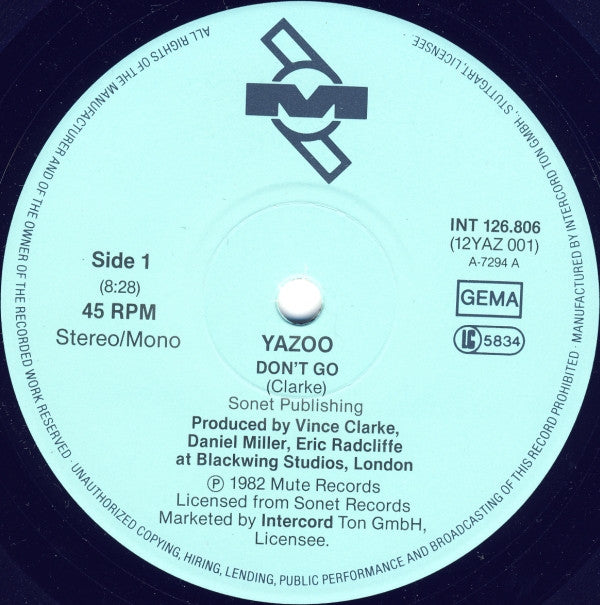 ALL RIGHTS OF THE MANUFACTURER AND OF THE OWNER OF THE RECORDED WORK RESERVED · UNAUTHORIZED COPYING, HIRING, LENDING, PUBLIC PERFORMANCE AND BROADCASTING OF THIS RECORD PROHIBITED · MANUFACTURED BY INTERCORD TON GMBH, STUTTGART, LICENSEE.
M
INT 126.806
(12YAZ 001)
A-7294 A
Side 1
(8:28)
45 RPM
Stereo/Mono
GEMA
LC 5834
YAZOO
DON'T GO
(Clarke)
Sonet Publishing
Produced by Vince Clarke,
Daniel Miller, Eric Radcliffe
at Blackwing Studios, London
℗ 1982 Mute Records
Licensed from Sonet Records
Marketed by Intercord Ton GmbH,
Licensee.